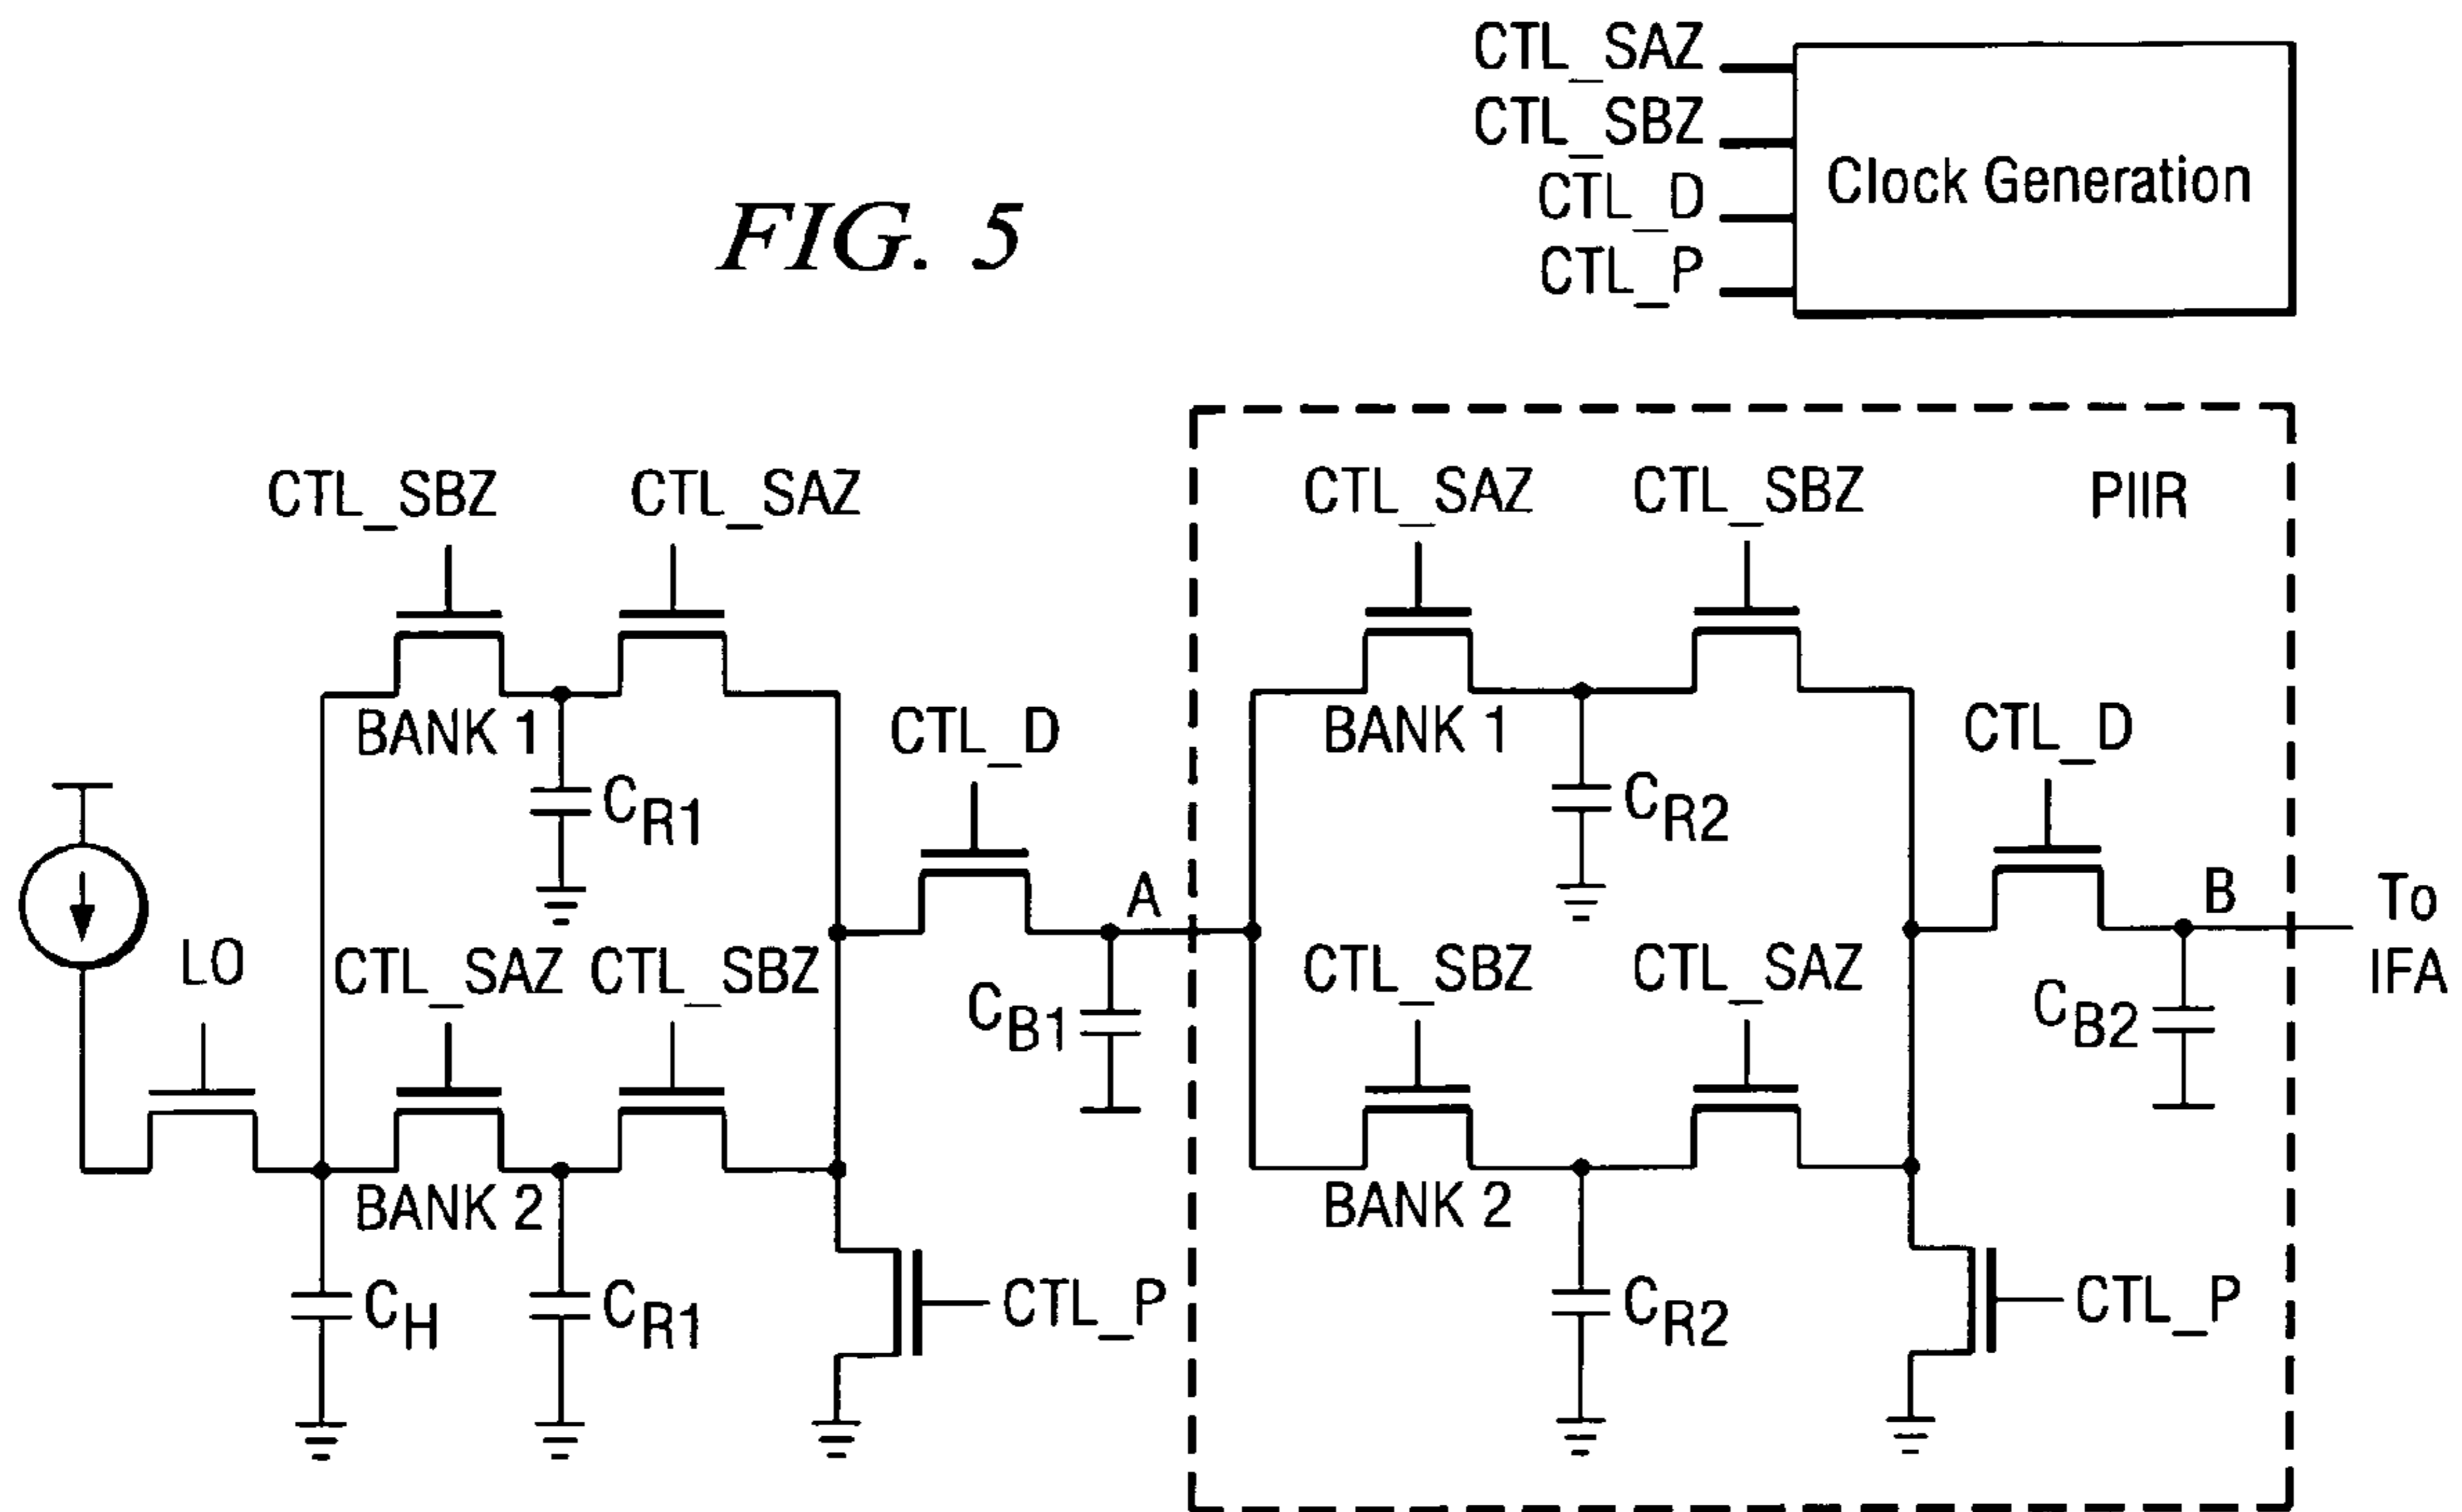 FIG. 5
CTL_SAZ
CTL_SBZ
CTL_D
CTL_P
Clock Generation
CTL_SBZ
CTL_SAZ
CTL_SAZ
CTL_SBZ
PIIR
BANK 1
CTL_D
BANK 1
CTL_D
CR1
CR2
A
B
To
IFA
LO
CTL_SAZ
CTL_SBZ
CTL_SBZ
CTL_SAZ
CB1
CB2
BANK 2
BANK 2
CH
CR1
CTL_P
CR2
CTL_P